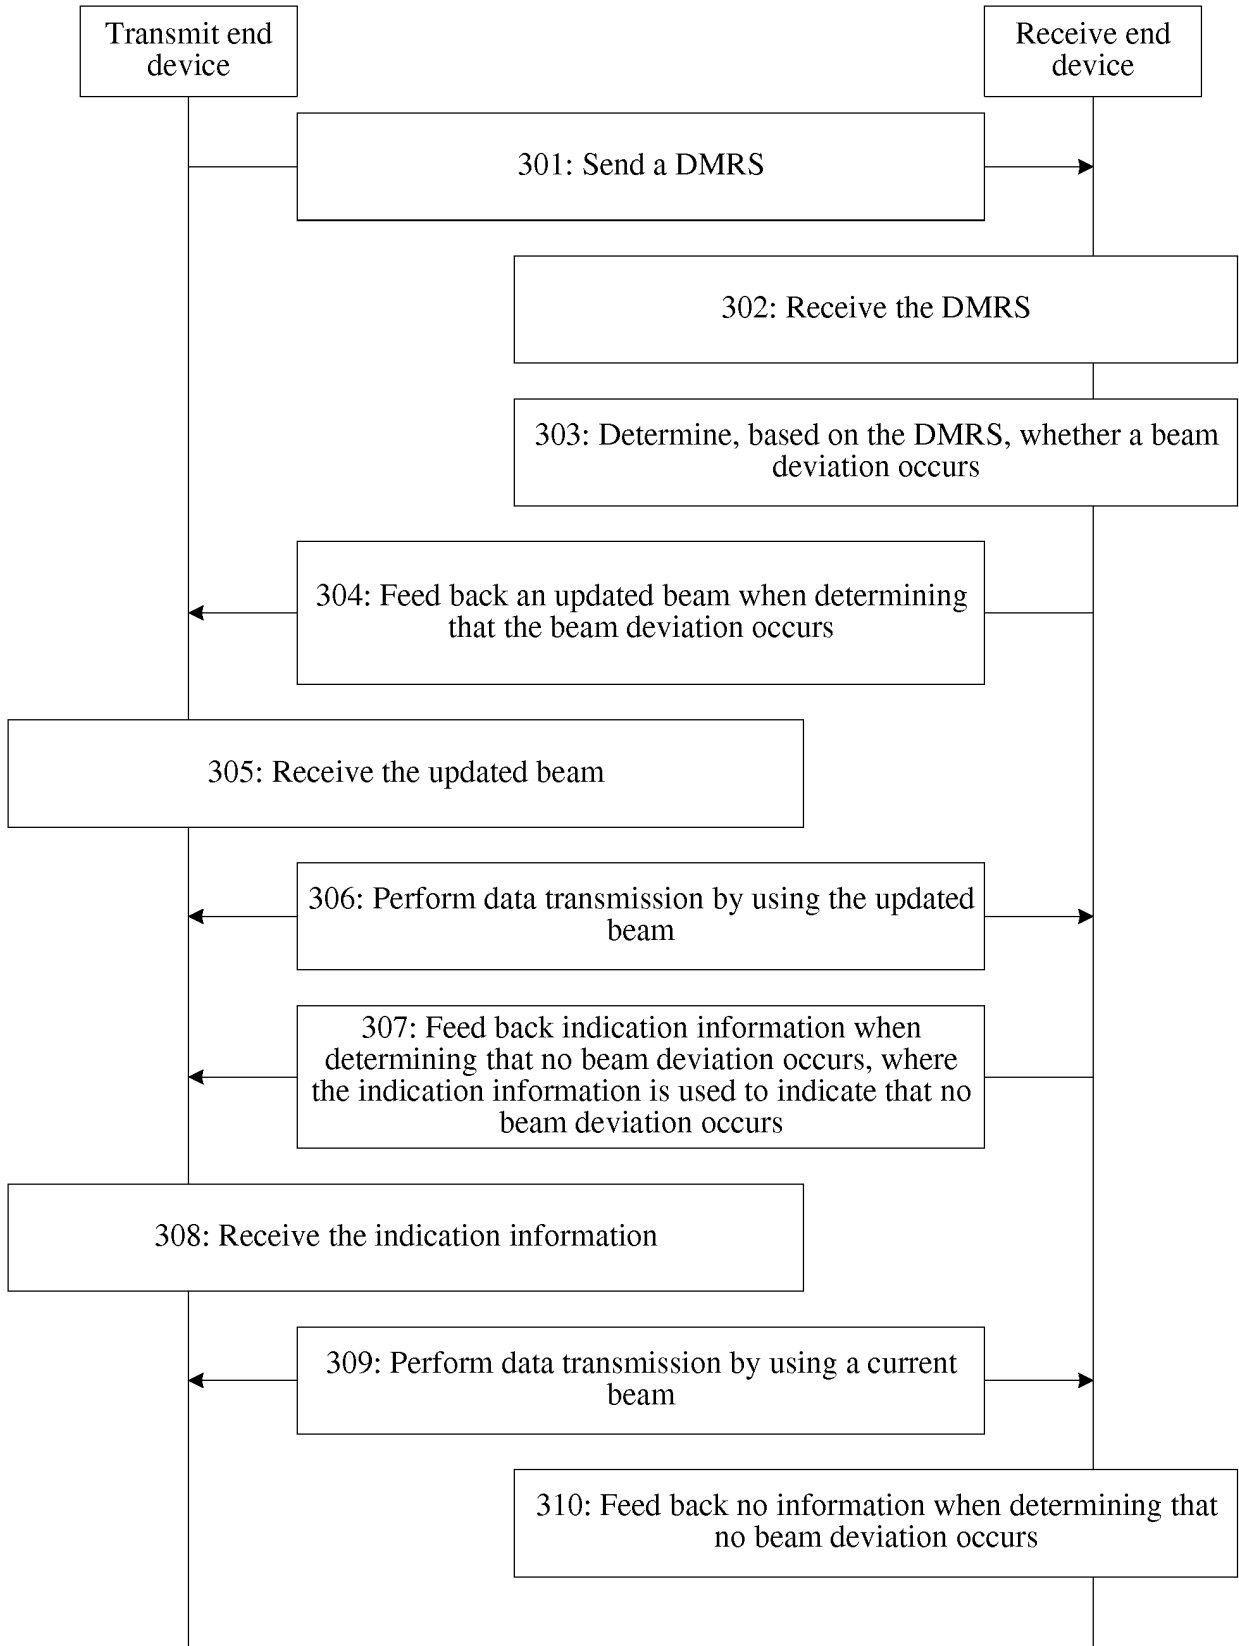 Transmit end
device
Receive end
device
301: Send a DMRS
302: Receive the DMRS
303: Determine, based on the DMRS, whether a beam
deviation occurs
304: Feed back an updated beam when determining
that the beam deviation occurs
305: Receive the updated beam
306: Perform data transmission by using the updated
beam
307: Feed back indication information when
determining that no beam deviation occurs, where
the indication information is used to indicate that no
beam deviation occurs
308: Receive the indication information
309: Perform data transmission by using a current
beam
310: Feed back no information when determining that
no beam deviation occurs